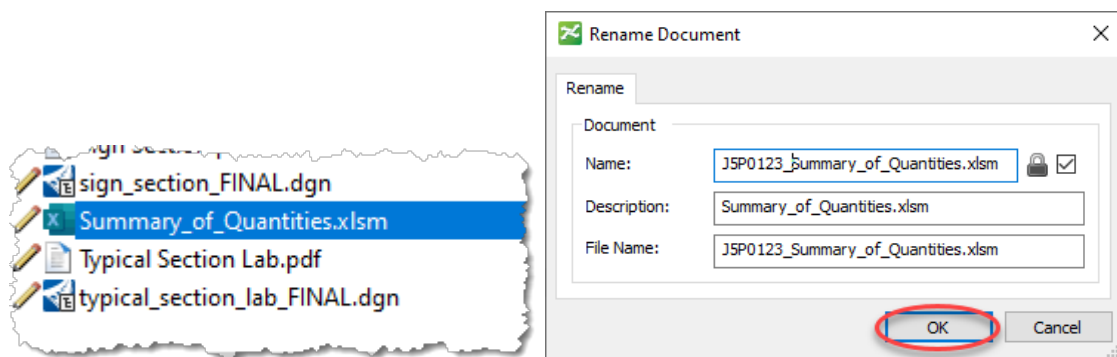 sign_section_FINAL.dgn
Summary_of_Quantities.xlsm
Typical Section Lab.pdf
typical_section_lab_FINAL.dgn
Rename Document
Rename
Document
Name: J5P0123_Summary_of_Quantities.xlsm
Description: Summary_of_Quantities.xlsm
File Name: J5P0123_Summary_of_Quantities.xlsm
OK Cancel